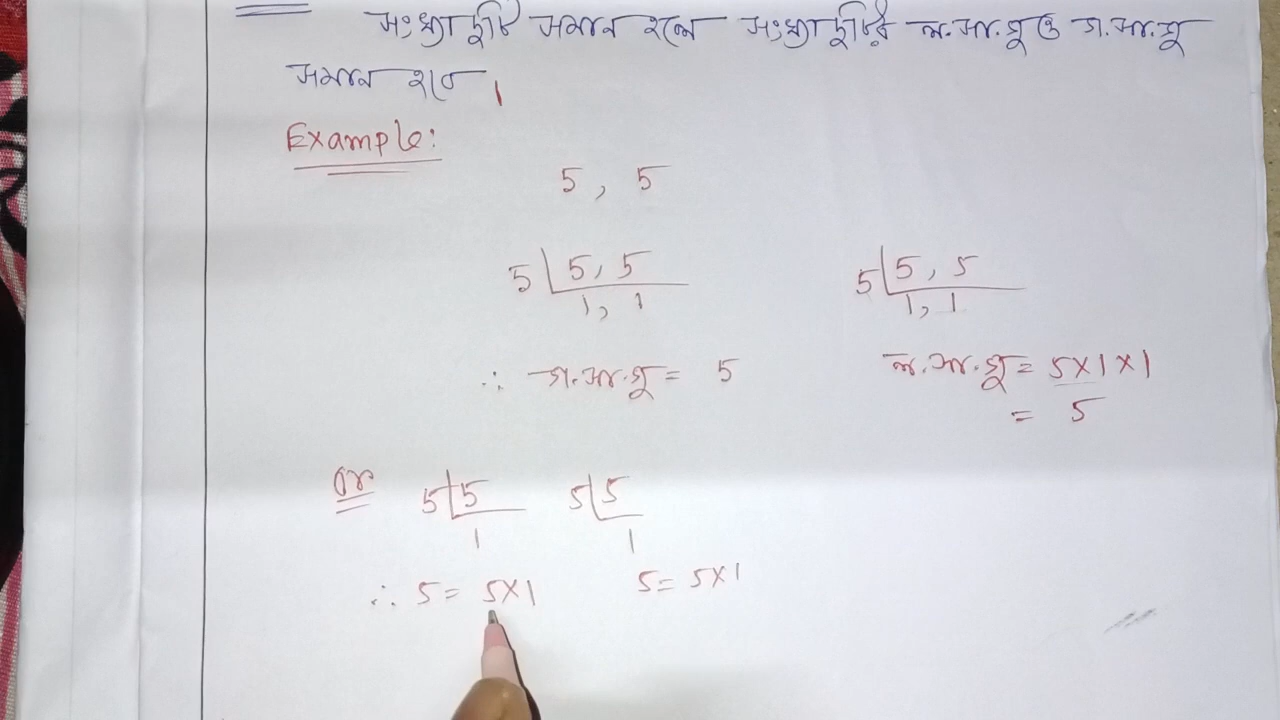 সংখ্যা দুটি সমান হলে সংখ্যা দুটির ল.সা.গু ও গ.সা.গু
সমান হবে।
Example:
5, 5
5 5, 5 5 5, 5
1, 1 1, 1
∴ গ.সা.গু = 5 ল.সা.গু = 5×1×1
= 5
Or 5 5 5 5
1 1
∴ 5 = 5×1 5 = 5×1